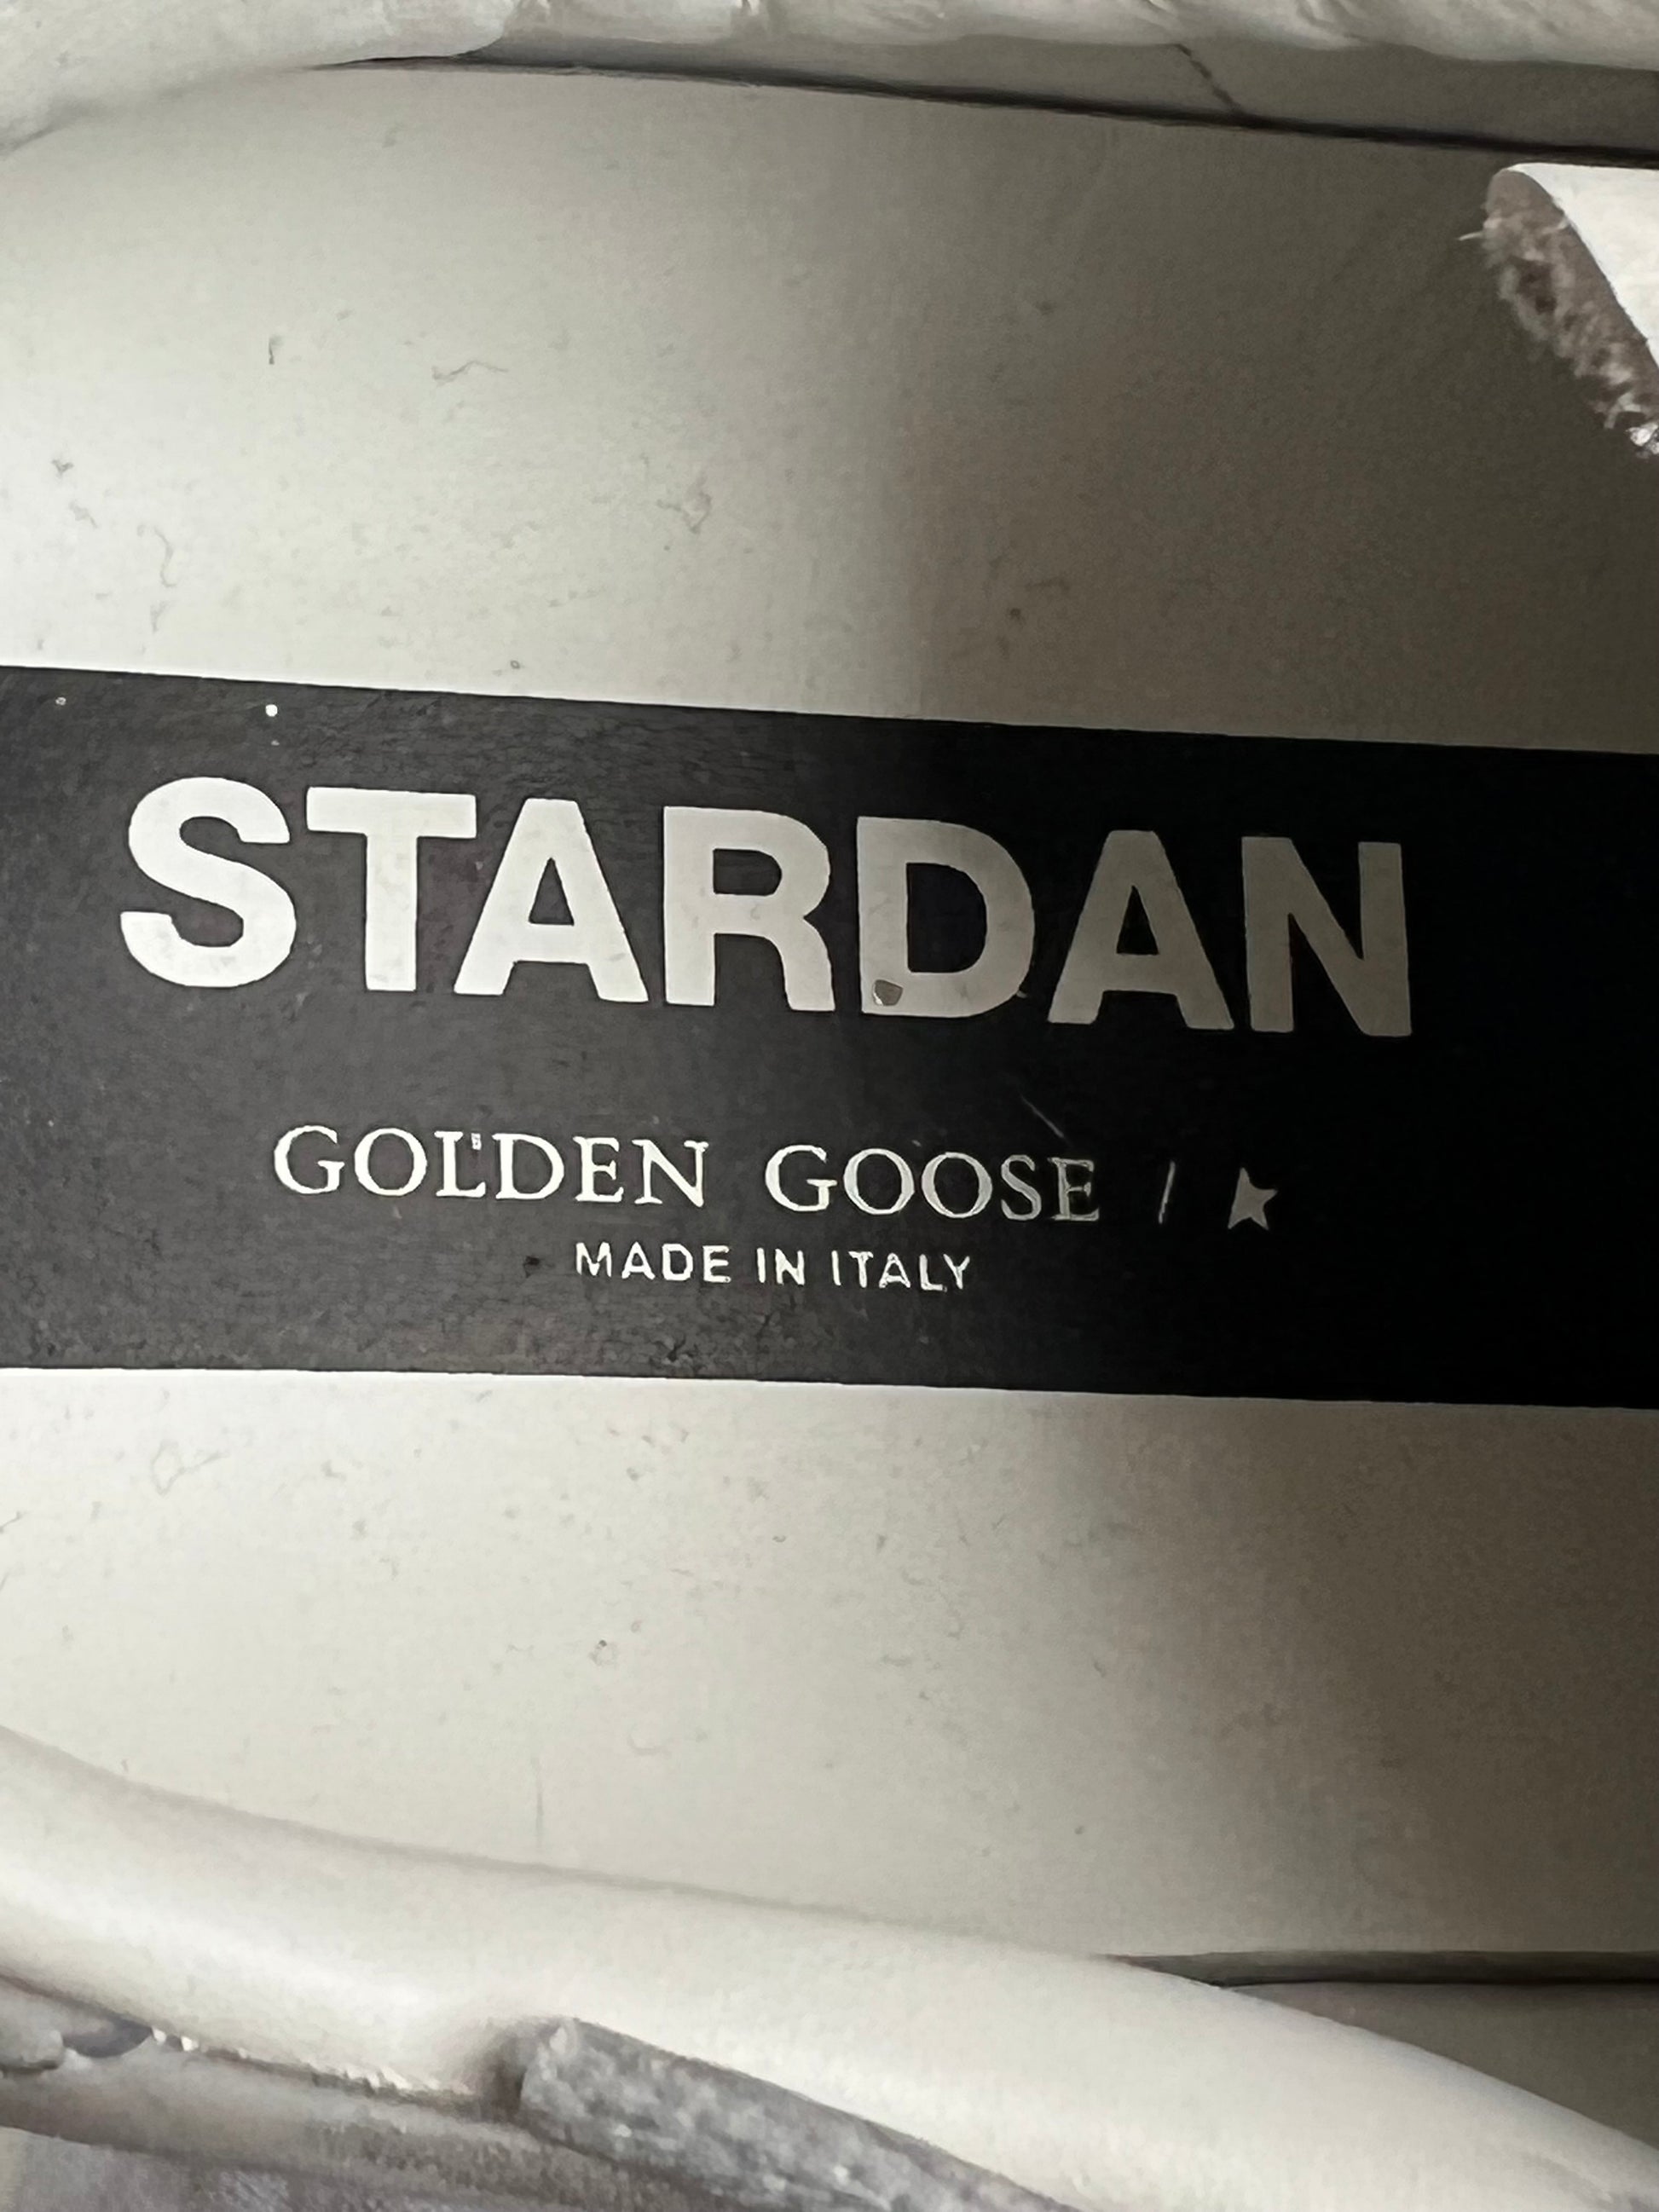 STARDAN
GOLDEN GOOSE / ★
MADE IN ITALY